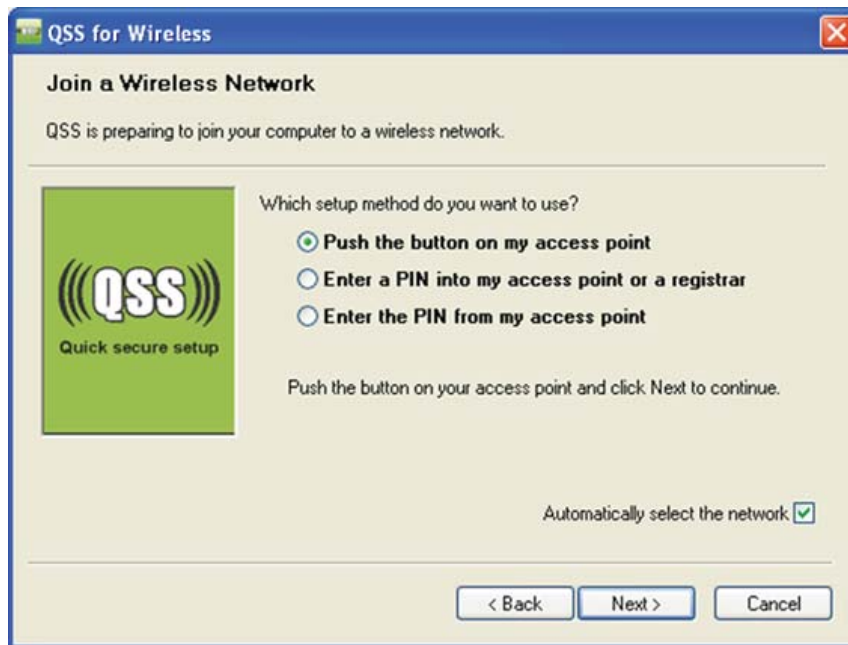 QSS for Wireless
Join a Wireless Network
QSS is preparing to join your computer to a wireless network.
Which setup method do you want to use?
Push the button on my access point
Enter a PIN into my access point or a registrar
Enter the PIN from my access point
QSS
Quick secure setup
Push the button on your access point and click Next to continue.
Automatically select the network
< Back
Next >
Cancel